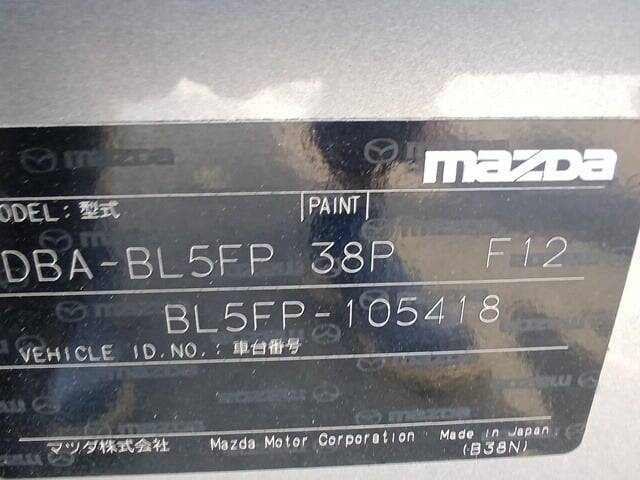 mazda
ODEL: 型式 PAINT
DBA-BL5FP 38P F12
BL5FP-105418
VEHICLE ID.NO.: 車台番号
マツダ株式会社 Mazda Motor Corporation Made in Japan
(B38N)